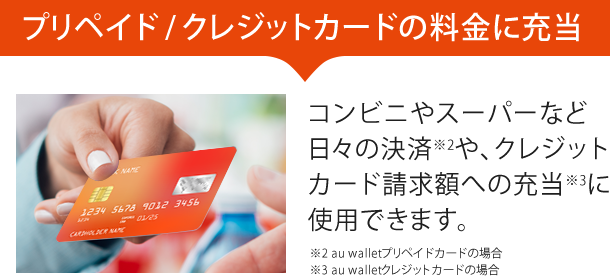 プリペイド / クレジットカードの料金に充当
コンビニやスーパーなど
日々の決済※2や、クレジット
カード請求額への充当※3に
使用できます。
NAME
1234 5678 9012 3456
01/25
CARDHOLDER NAME
※2 au walletプリペイドカードの場合
※3 au walletクレジットカードの場合